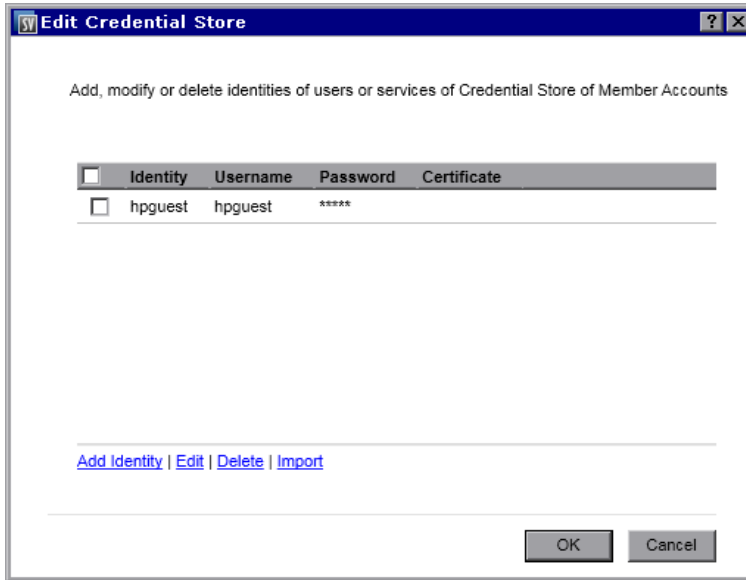 SV Edit Credential Store ? X
Add, modify or delete identities of users or services of Credential Store of Member Accounts
Identity Username Password Certificate
hpguest hpguest *****
Add Identity | Edit | Delete | Import
OK Cancel